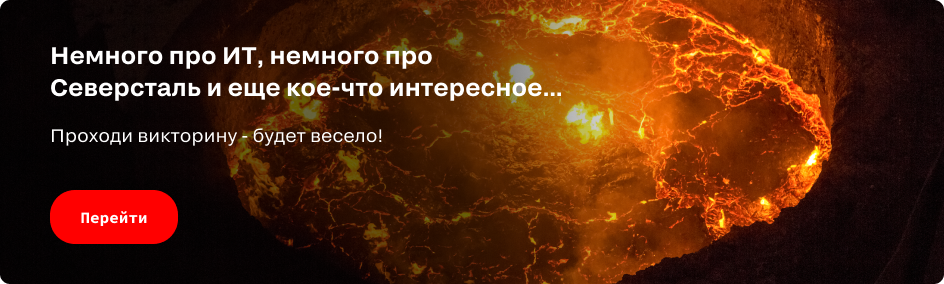 Немного про ИТ, немного про
Северсталь и еще кое-что интересное...
Проходи викторину - будет весело!
Перейти